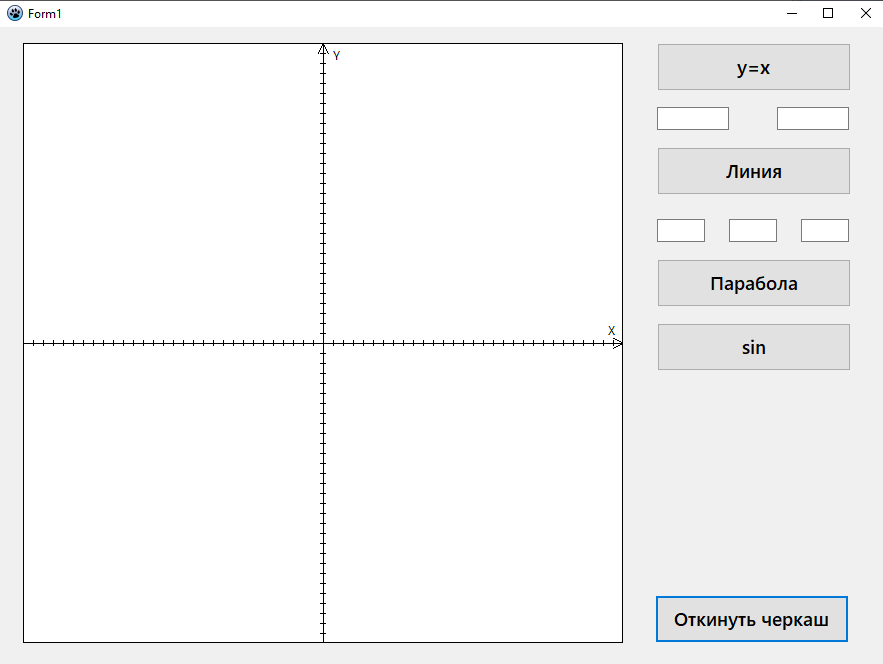 Form1
Y
X
y=x
Линия
Парабола
sin
Откинуть черкаш